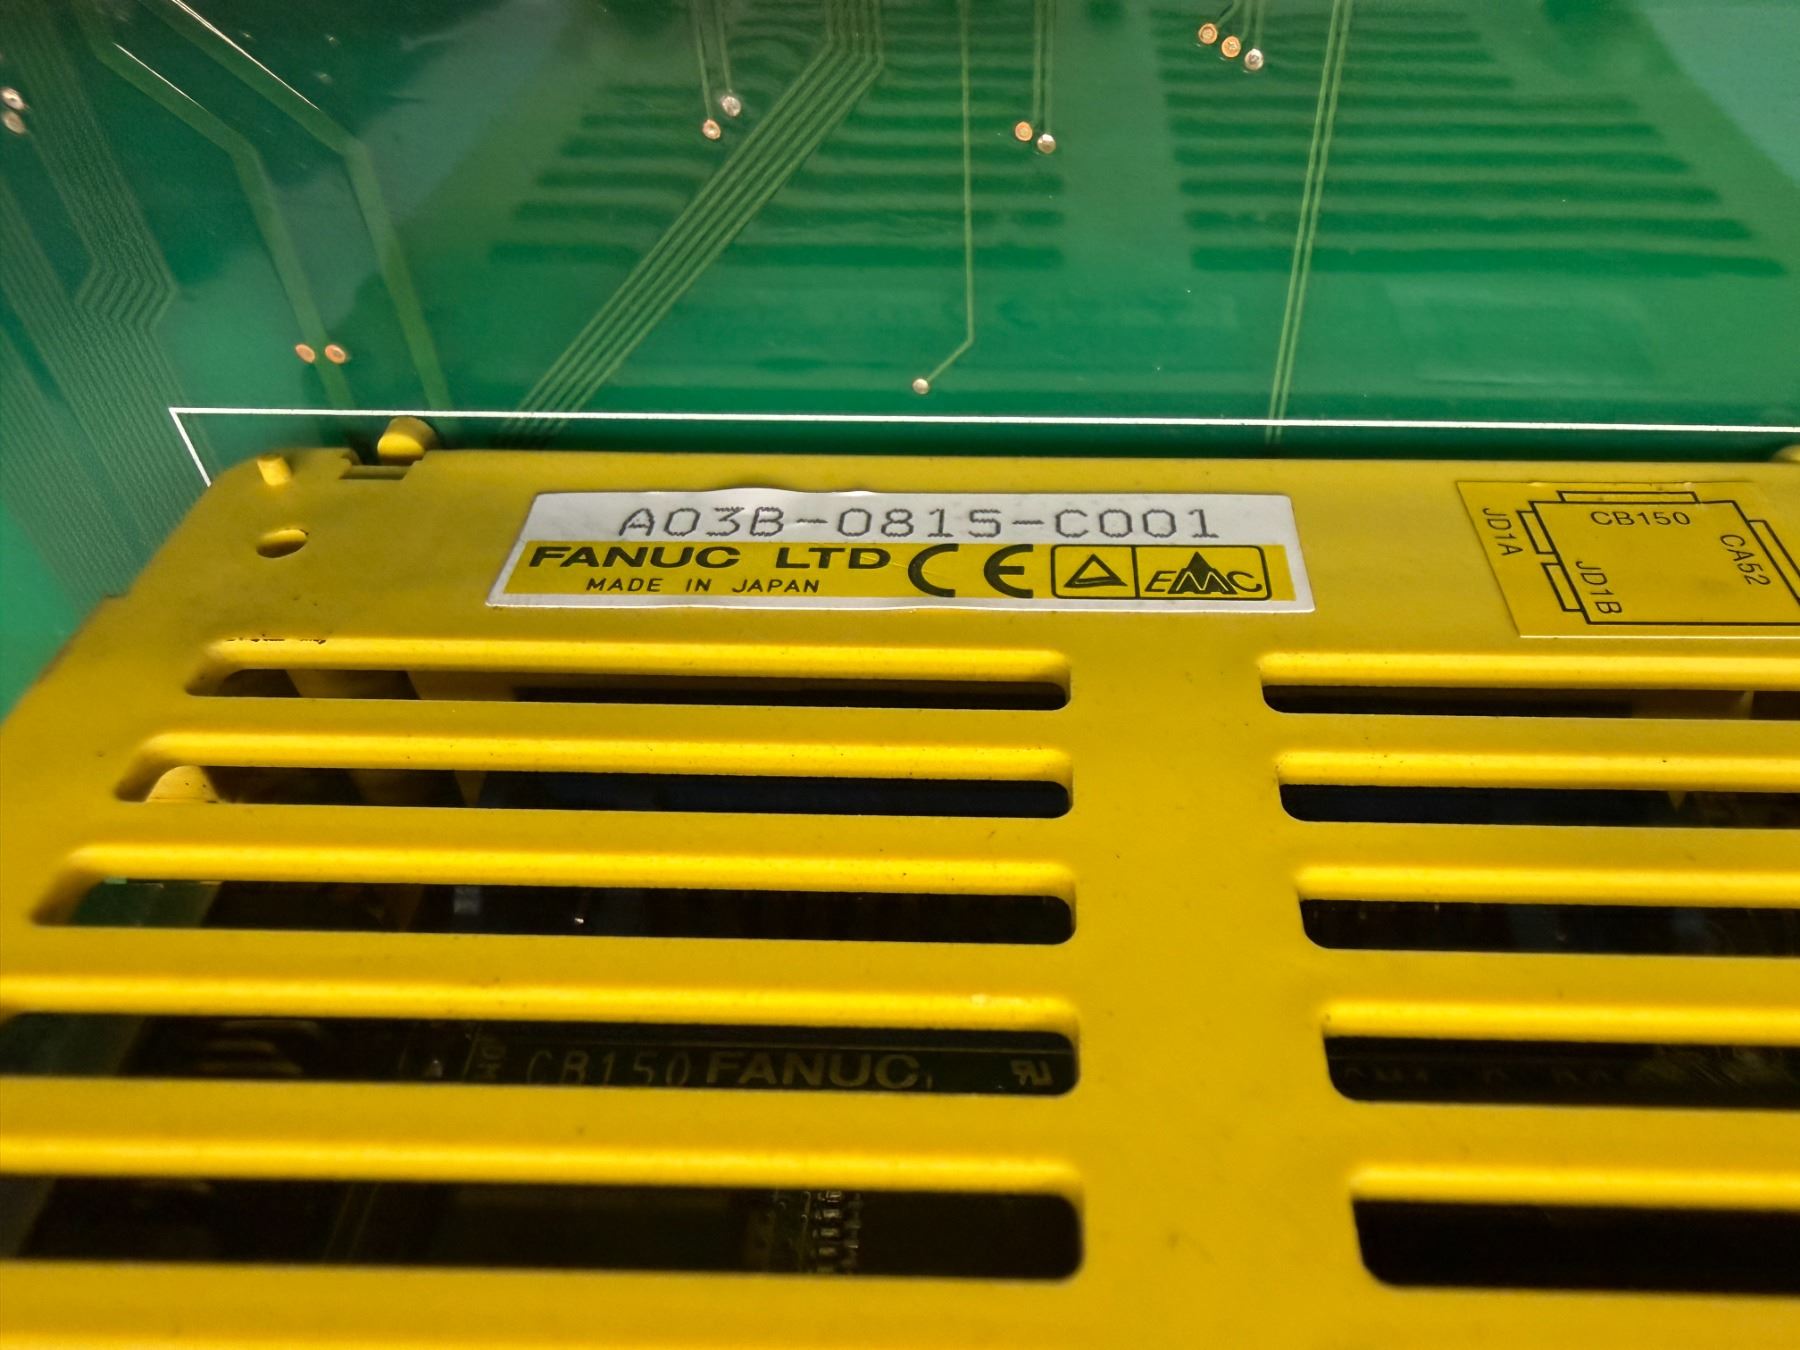 A03B-0815-C001
FANUC LTD CE EMC
MADE IN JAPAN
CB150
JD1A
CA52
JD1B
CB150 FANUC